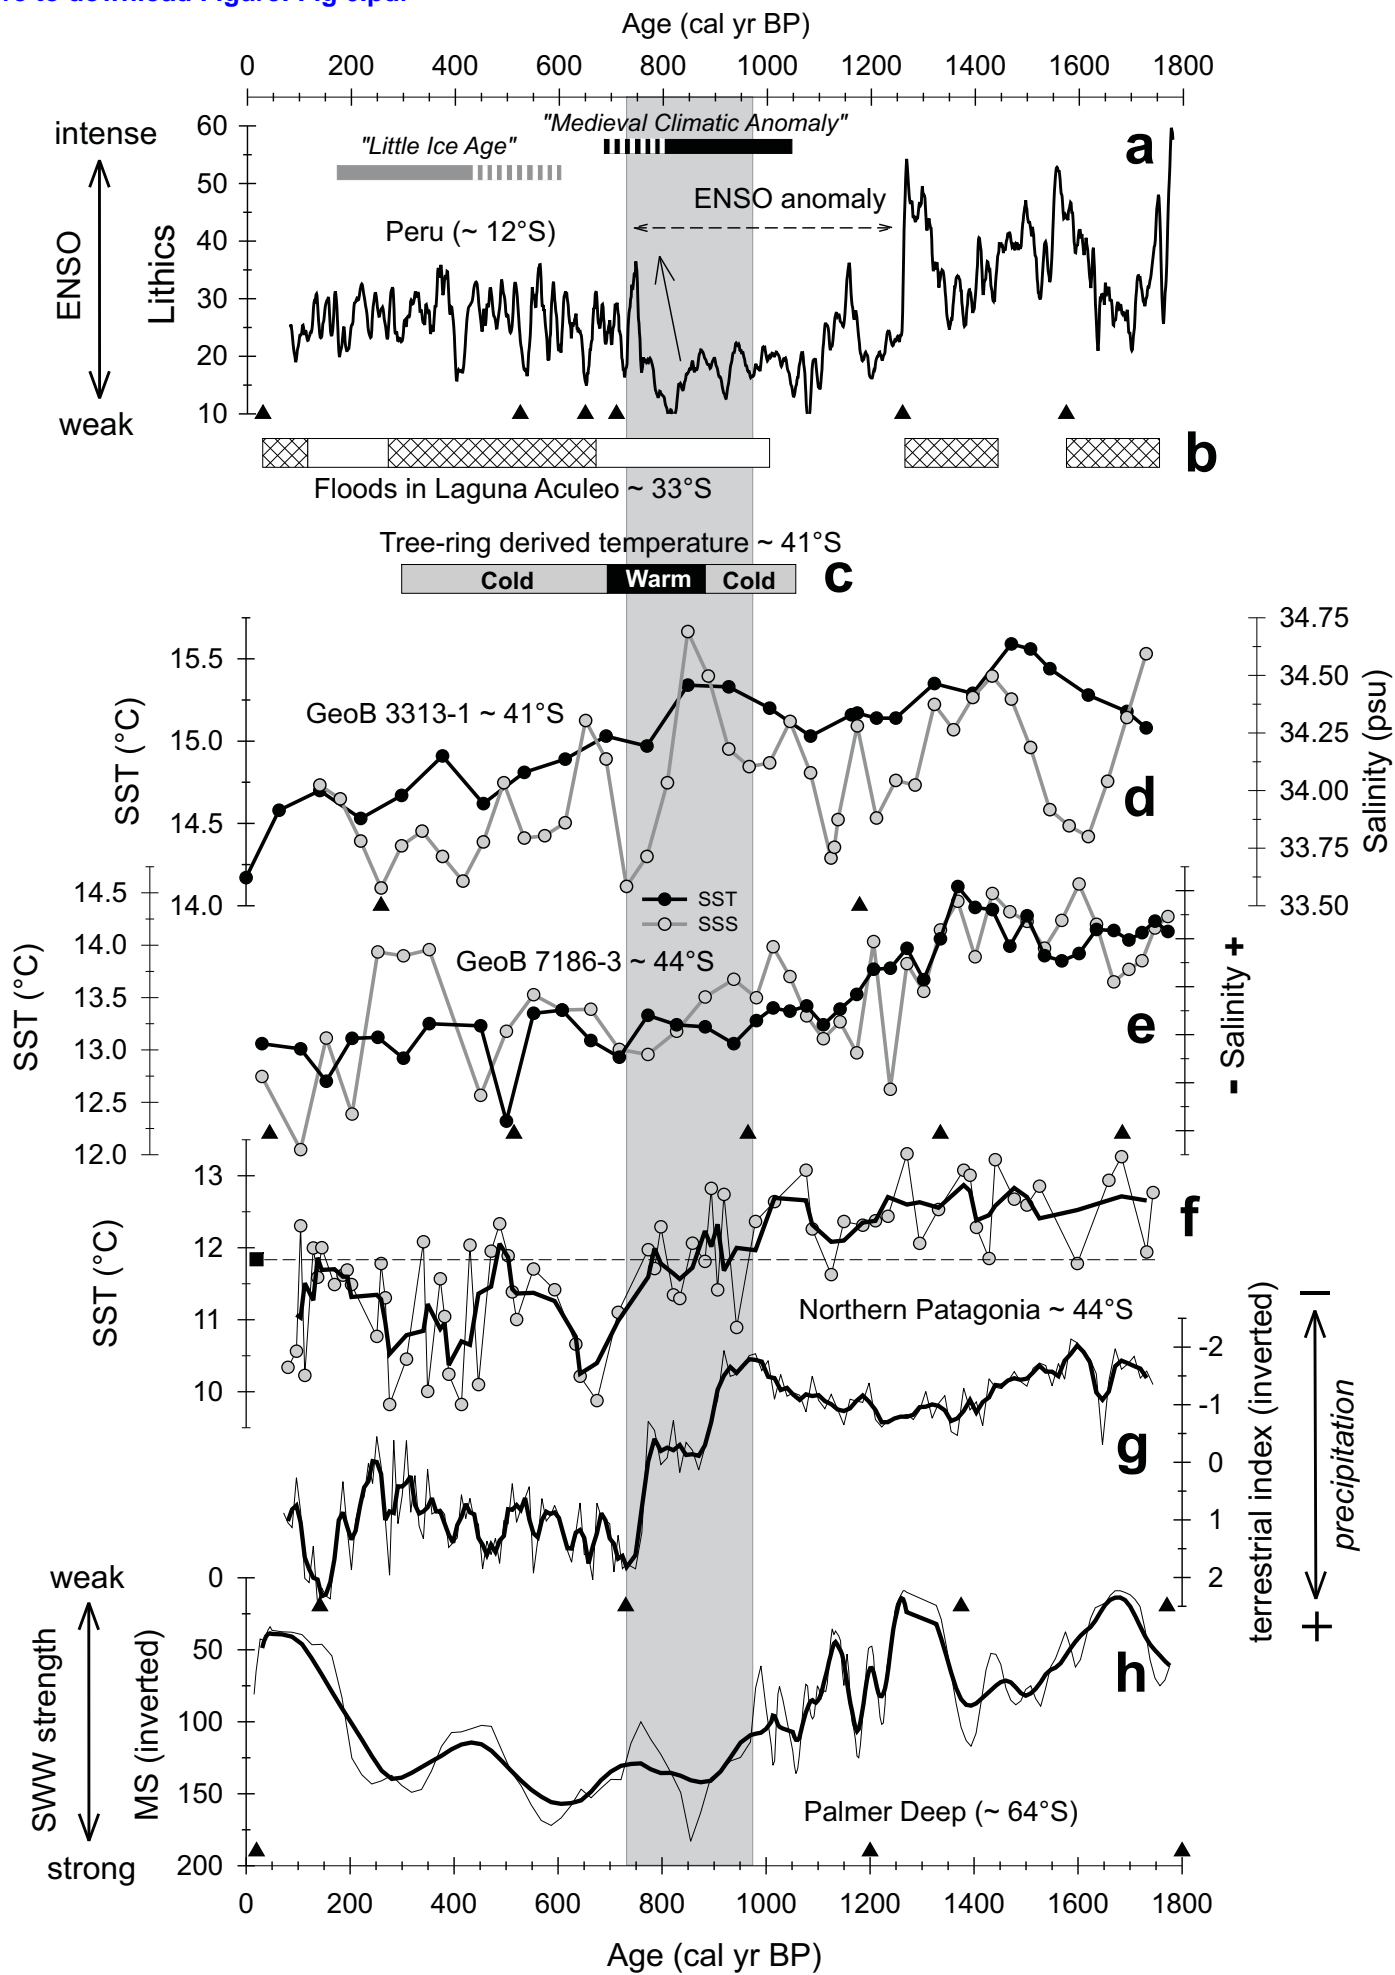 Age (cal yr BP)
0 200 400 600 800 1000 1200 1400 1600 1800
intense
ENSO
weak
Lithics
60
50
40
30
20
10
"Little Ice Age"
"Medieval Climatic Anomaly"
a
ENSO anomaly
Peru (~ 12°S)
b
Floods in Laguna Aculeo ~ 33°S
Tree-ring derived temperature ~ 41°S
Cold Warm Cold
c
SST (°C)
15.5
15.0
14.5
14.0
GeoB 3313-1 ~ 41°S
d
34.75
34.50
34.25
34.00
33.75
33.50
Salinity (psu)
SST
SSS
SST (°C)
14.5
14.0
13.5
13.0
12.5
12.0
GeoB 7186-3 ~ 44°S
e
- Salinity +
SST (°C)
13
12
11
10
f
Northern Patagonia ~ 44°S
-2
-1
0
1
2
g
terrestrial index (inverted)
−
precipitation
+
weak
SWW strength
strong
MS (inverted)
0
50
100
150
200
h
Palmer Deep (~ 64°S)
0 200 400 600 800 1000 1200 1400 1600 1800
Age (cal yr BP)